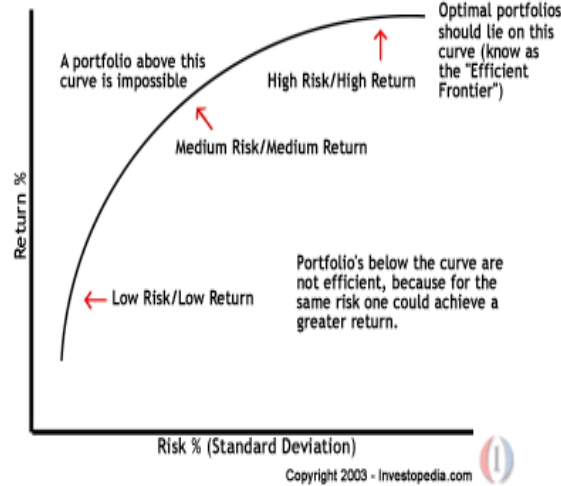 Optimal portfolios
should lie on this
curve (know as
the "Efficient
Frontier")
A portfolio above this
curve is impossible
High Risk/High Return
Medium Risk/Medium Return
Return %
Portfolio's below the curve are
not efficient, because for the
same risk one could achieve a
greater return.
Low Risk/Low Return
Risk % (Standard Deviation)
Copyright 2003 - Investopedia.com
I